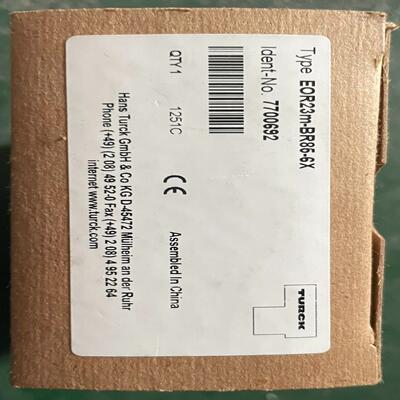 Type EOR23m-BR86-6X
Ident-No. 7700692
QTY 1 1251C
CE
Assembled in China
Hans Turck GmbH & Co KG D-45472 Mülheim an der Ruhr
Phone (+49) (2 08) 49 52-0 Fax (+49) (2 08) 4 95 22 64
internet www.turck.com
TURCK